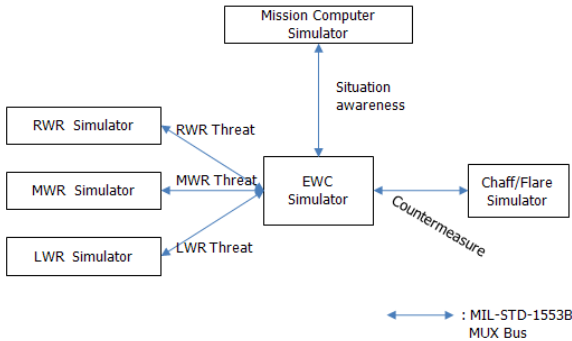 Mission Computer
Simulator
Situation
awareness
RWR Simulator
RWR Threat
MWR Simulator
MWR Threat
EWC
Simulator
Chaff/Flare
Simulator
Countermeasure
LWR Simulator
LWR Threat
: MIL-STD-1553B
MUX Bus